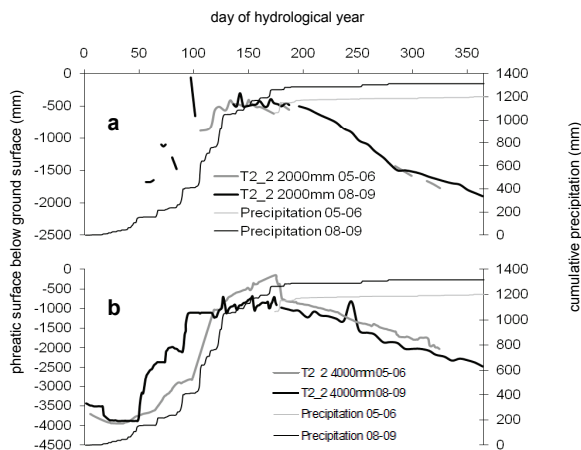 day of hydrological year
0 50 100 150 200 250 300 350
0 1400
-500 1200
1000
-1000 800
-1500 600
400
-2000 200
-2500 0
a
T2_2 2000mm 05-06
T2_2 2000mm 08-09
Precipitation 05-06
Precipitation 08-09
phreatic surface below ground surface (mm)
cumulative precipitation (mm)
0 1400
-500 1200
-1000
-1500 1000
-2000 800
-2500 600
-3000
-3500 400
-4000 200
-4500 0
b
T2_2 4000mm05-06
T2_2 4000mm08-09
Precipitation 05-06
Precipitation 08-09